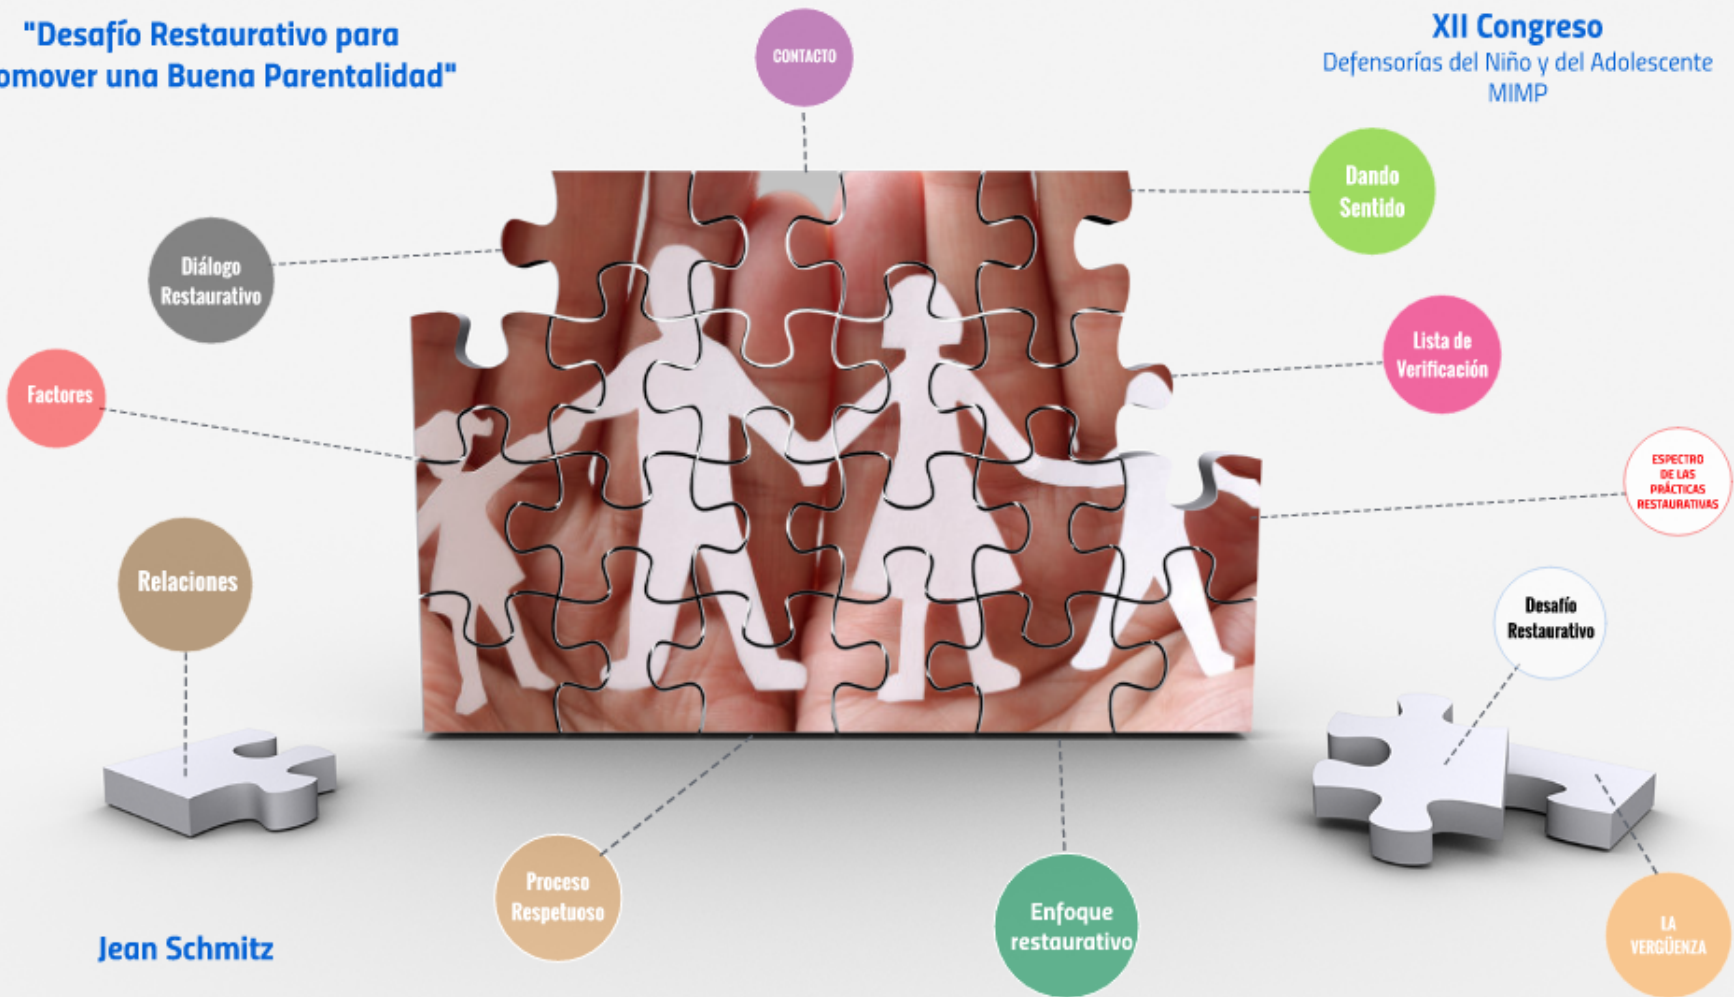 "Desafío Restaurativo para
omover una Buena Parentalidad"
XII Congreso
Defensorías del Niño y del Adolescente
MIMP
CONTACTO
Dando
Sentido
Diálogo
Restaurativo
Lista de
Verificación
Factores
ESPECTRO
DE LAS
PRÁCTICAS
RESTAURATIVAS
Relaciones
Desafío
Restaurativo
Proceso
Respetuoso
Enfoque
restaurativo
LA
VERGÜENZA
Jean Schmitz